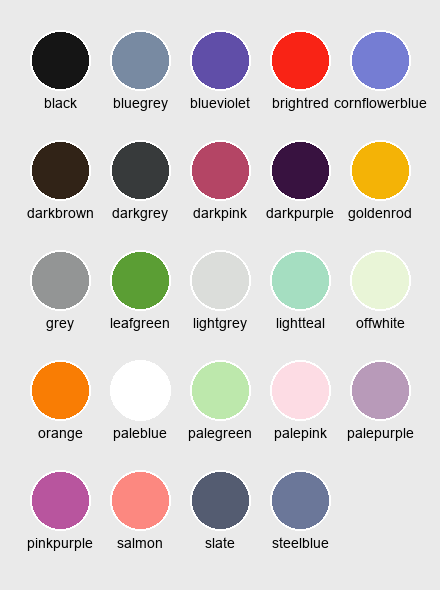 black bluegrey blueviolet brightred cornflowerblue
darkbrown darkgrey darkpink darkpurple goldenrod
grey leafgreen lightgrey lightteal offwhite
orange paleblue palegreen palepink palepurple
pinkpurple salmon slate steelblue